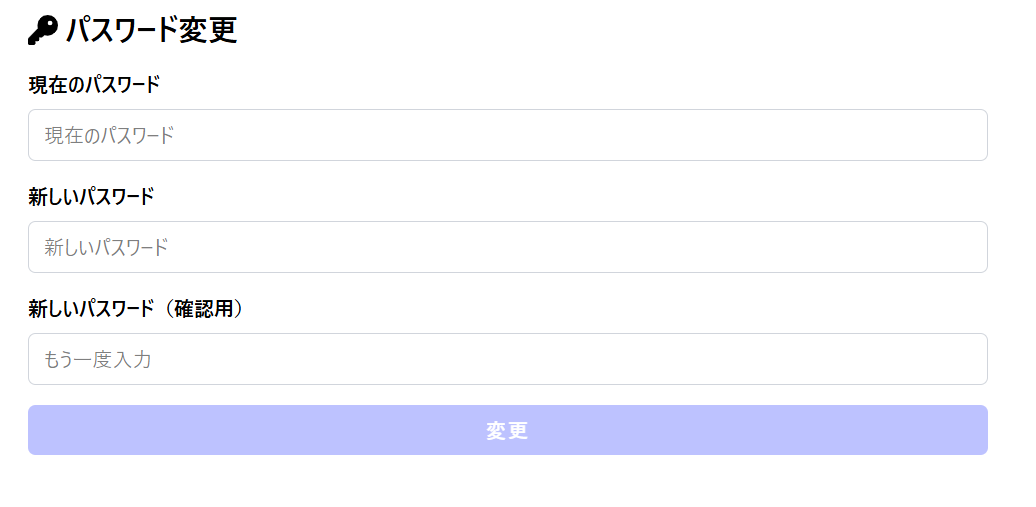 パスワード変更
現在のパスワード
現在のパスワード
新しいパスワード
新しいパスワード
新しいパスワード（確認用）
もう一度入力
変更